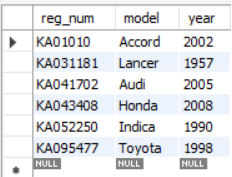 reg_num model year
KA01010 Accord 2002
KA031181 Lancer 1957
KA041702 Audi 2005
KA043408 Honda 2008
KA052250 Indica 1990
KA095477 Toyota 1998
NULL NULL NULL